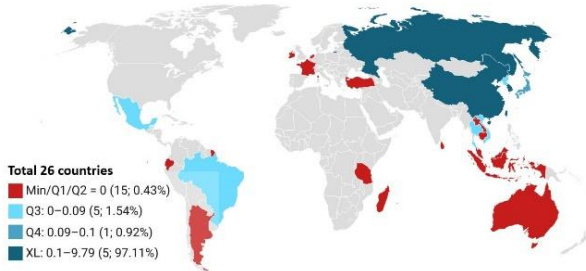 Total 26 countries
Min/Q1/Q2 = 0 (15; 0.43%)
Q3: 0–0.09 (5; 1.54%)
Q4: 0.09–0.1 (1; 0.92%)
XL: 0.1–9.79 (5; 97.11%)